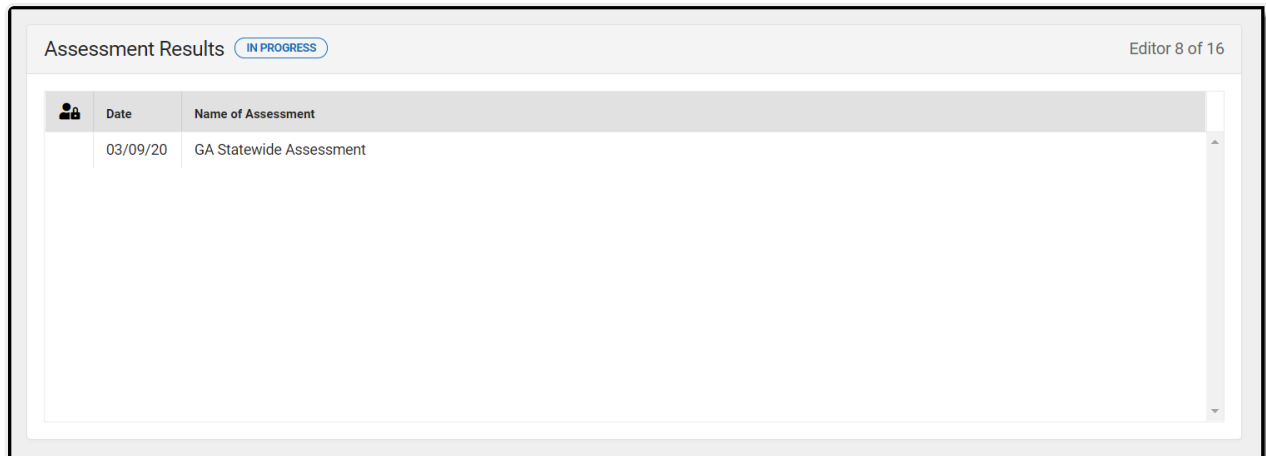 Assessment Results IN PROGRESS Editor 8 of 16
Date Name of Assessment
03/09/20 GA Statewide Assessment